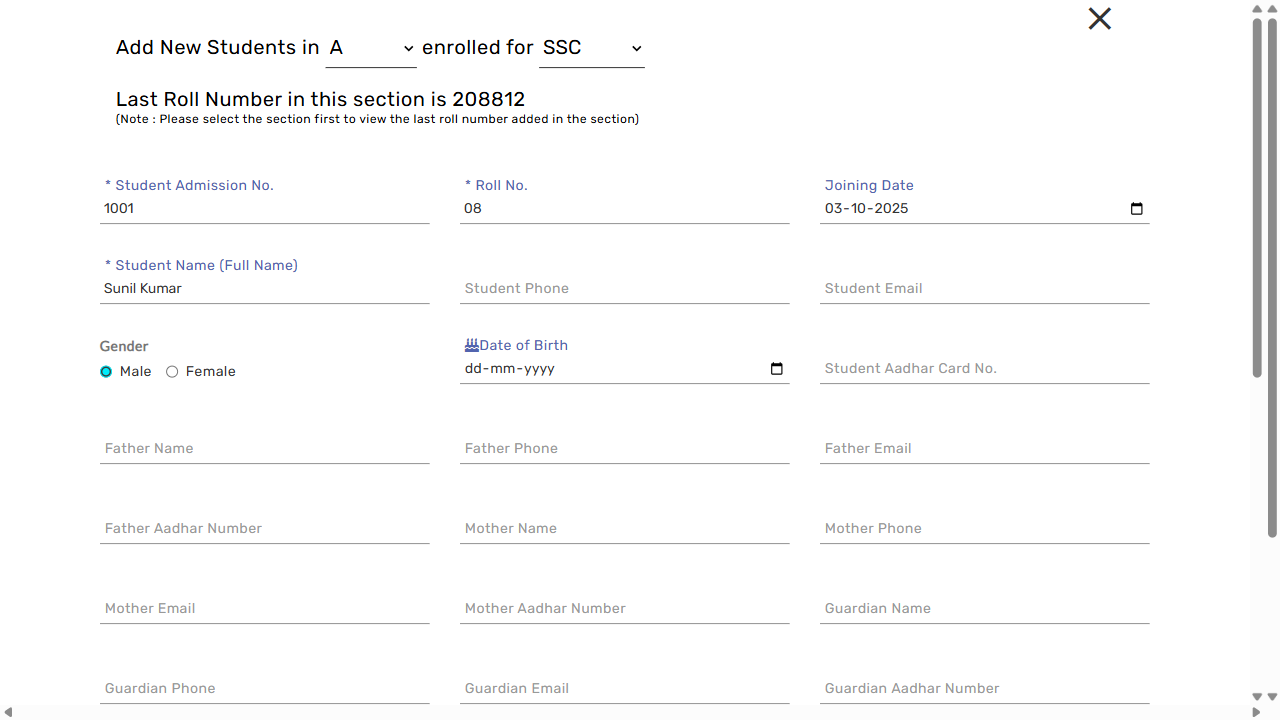 Add New Students in A enrolled for SSC
Last Roll Number in this section is 208812
(Note : Please select the section first to view the last roll number added in the section)
* Student Admission No. * Roll No. Joining Date
1001 08 03-10-2025
* Student Name (Full Name)
Sunil Kumar Student Phone Student Email
Gender Date of Birth
Male Female dd-mm-yyyy Student Aadhar Card No.
Father Name Father Phone Father Email
Father Aadhar Number Mother Name Mother Phone
Mother Email Mother Aadhar Number Guardian Name
Guardian Phone Guardian Email Guardian Aadhar Number